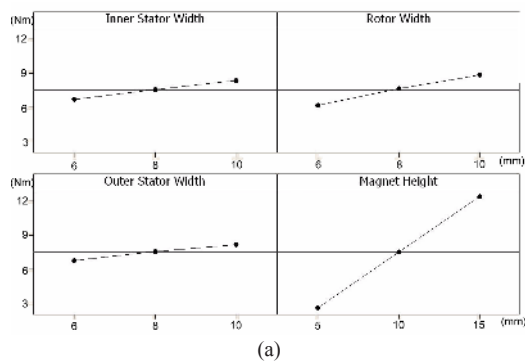 (Nm) Inner Stator Width Rotor Width
12
9
6
3
6 8 10 6 8 10 (mm)
(Nm) Outer Stator Width Magnet Height
12
9
6
3
6 8 10 5 10 15 (mm)
(a)